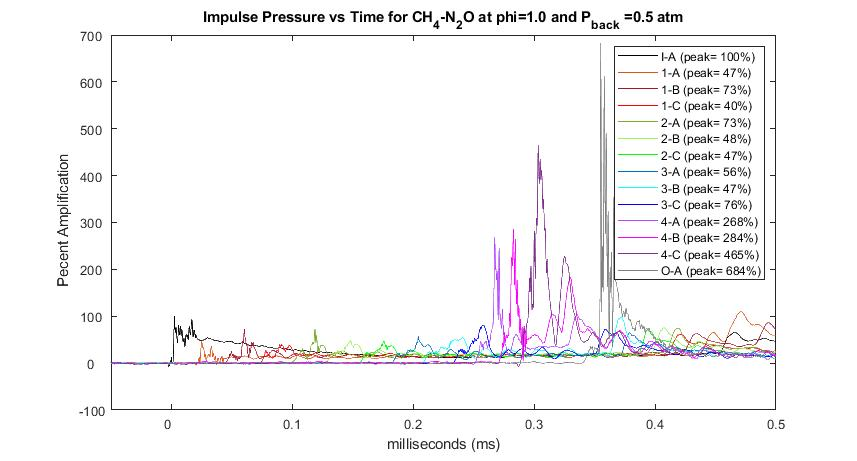 Impulse Pressure vs Time for CH4-N2O at phi=1.0 and Pback =0.5 atm
700
600
500
400
300
200
100
0
-100
Pecent Amplification
I-A (peak= 100%)
1-A (peak= 47%)
1-B (peak= 73%)
1-C (peak= 40%)
2-A (peak= 73%)
2-B (peak= 48%)
2-C (peak= 47%)
3-A (peak= 56%)
3-B (peak= 47%)
3-C (peak= 76%)
4-A (peak= 268%)
4-B (peak= 284%)
4-C (peak= 465%)
O-A (peak= 684%)
0 0.1 0.2 0.3 0.4 0.5
milliseconds (ms)